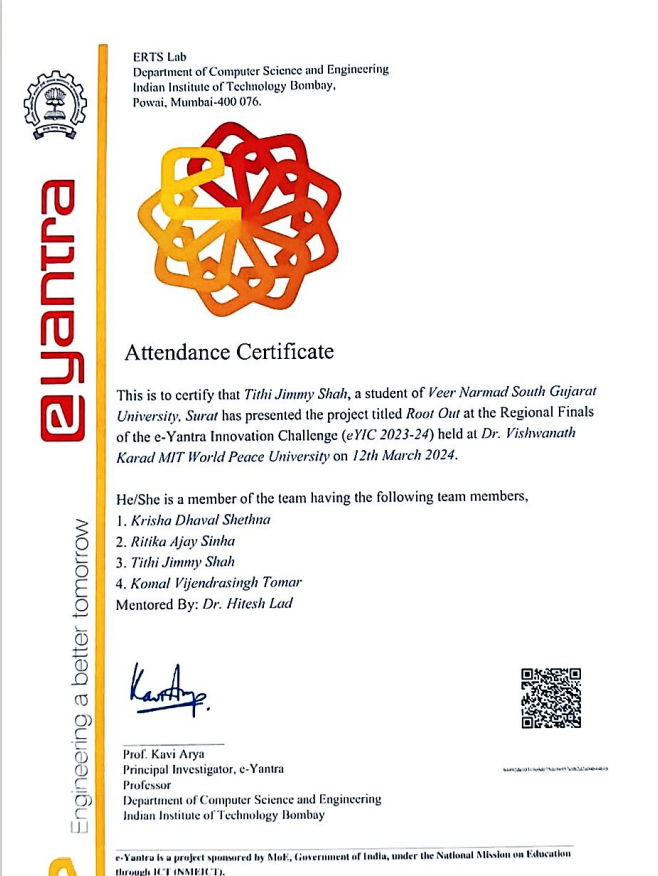 ERTS Lab
Department of Computer Science and Engineering
Indian Institute of Technology Bombay,
Powai, Mumbai-400 076.
e yantra
Engineering a better tomorrow
Attendance Certificate
This is to certify that Tithi Jimmy Shah, a student of Veer Narmad South Gujarat
University, Surat has presented the project titled Root Out at the Regional Finals
of the e-Yantra Innovation Challenge (eYIC 2023-24) held at Dr. Vishwanath
Karad MIT World Peace University on 12th March 2024.
He/She is a member of the team having the following team members,
1. Krisha Dhaval Shethna
2. Ritika Ajay Sinha
3. Tithi Jimmy Shah
4. Komal Vijendrasingh Tomar
Mentored By: Dr. Hitesh Lad
Kavi Arya.
Prof. Kavi Arya
Principal Investigator, e-Yantra
Professor
Department of Computer Science and Engineering
Indian Institute of Technology Bombay
e-Yantra is a project sponsored by MoE, Government of India, under the National Mission on Education
through ICT (NMEICT).